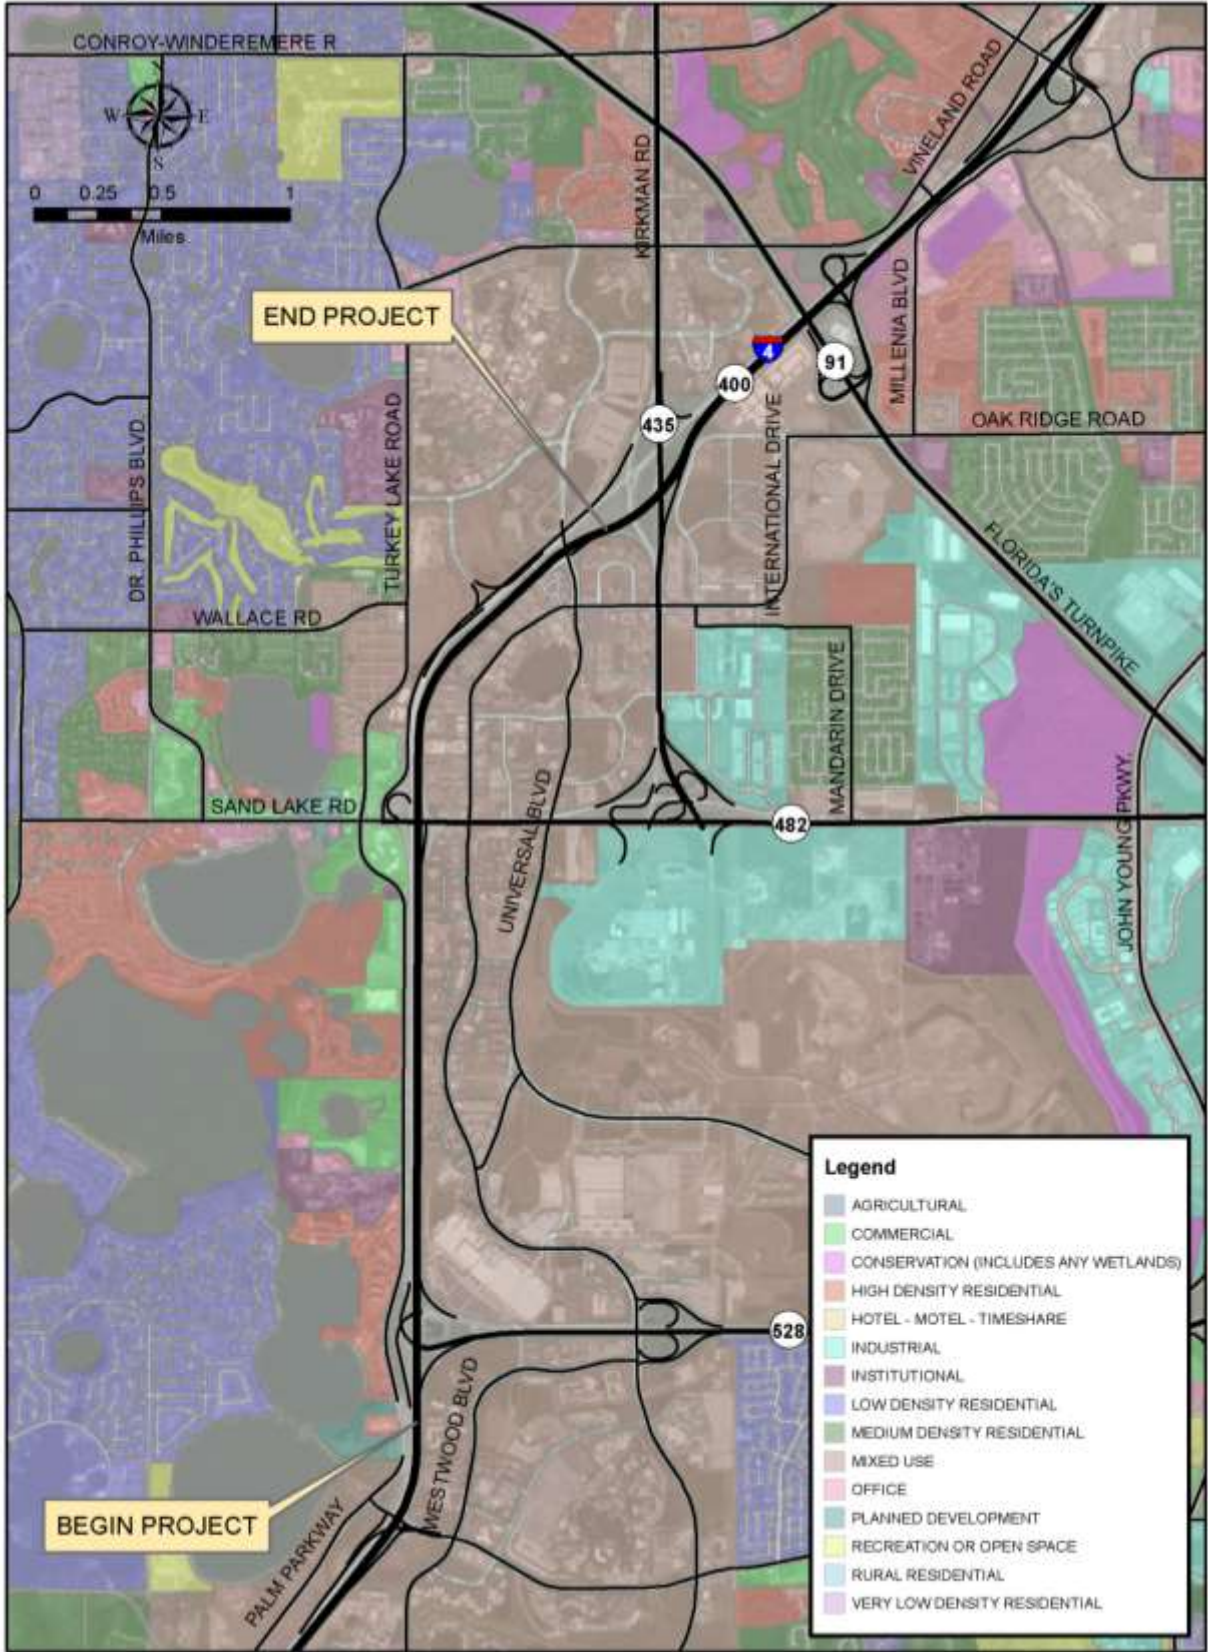 CONROY-WINDEREMERE R
W
E
S
0 0.25 0.5 1
Miles
KIRKMAN RD
VINELAND ROAD
END PROJECT
MILLENIA BLVD
4
400
91
435
OAK RIDGE ROAD
DR. PHILLIPS BLVD.
TURKEY LAKE ROAD
INTERNATIONAL DRIVE
FLORIDA'S TURNPIKE
WALLACE RD
MANDARIN DRIVE
SAND LAKE RD
UNIVERSAL BLVD
482
JOHN YOUNG PKWY.
528
WESTWOOD BLVD
BEGIN PROJECT
PALM PARKWAY
Legend
AGRICULTURAL
COMMERCIAL
CONSERVATION (INCLUDES ANY WETLANDS)
HIGH DENSITY RESIDENTIAL
HOTEL - MOTEL - TIMESHARE
INDUSTRIAL
INSTITUTIONAL
LOW DENSITY RESIDENTIAL
MEDIUM DENSITY RESIDENTIAL
MIXED USE
OFFICE
PLANNED DEVELOPMENT
RECREATION OR OPEN SPACE
RURAL RESIDENTIAL
VERY LOW DENSITY RESIDENTIAL